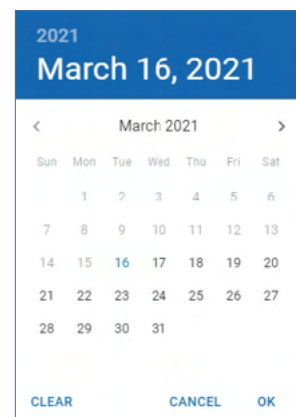 2021
March 16, 2021
< March 2021 >
Sun Mon Tue Wed Thu Fri Sat
1 2 3 4 5 6
7 8 9 10 11 12 13
14 15 16 17 18 19 20
21 22 23 24 25 26 27
28 29 30 31
CLEAR CANCEL OK